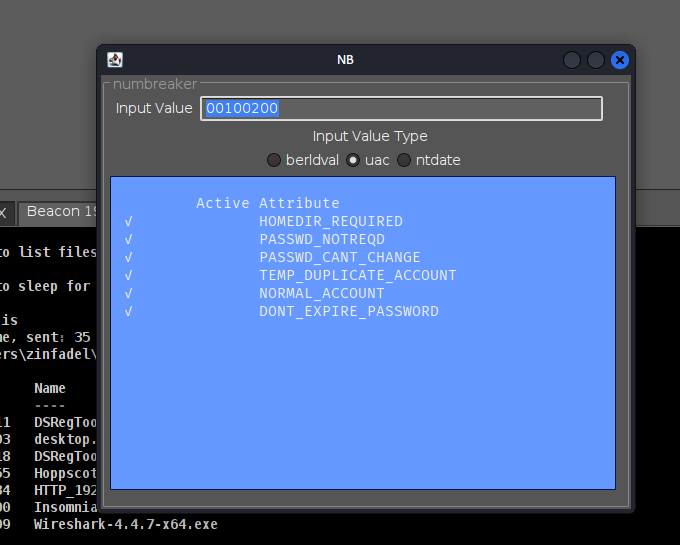 NB
numbreaker
Input Value 00100200
Input Value Type
berldval uac ntdate
X Beacon 19
Active Attribute
√ HOMEDIR_REQUIRED
√ PASSWD_NOTREQD
√ PASSWD_CANT_CHANGE
√ TEMP_DUPLICATE_ACCOUNT
√ NORMAL_ACCOUNT
√ DONT_EXPIRE_PASSWORD
to list files
to sleep for
is
me, sent: 35
ers\zinfadel\
Name
----
11 DSRegToo
03 desktop.
18 DSRegToo
55 Hoppscot
34 HTTP_192
00 Insomnia
09 Wireshark-4.4.7-x64.exe